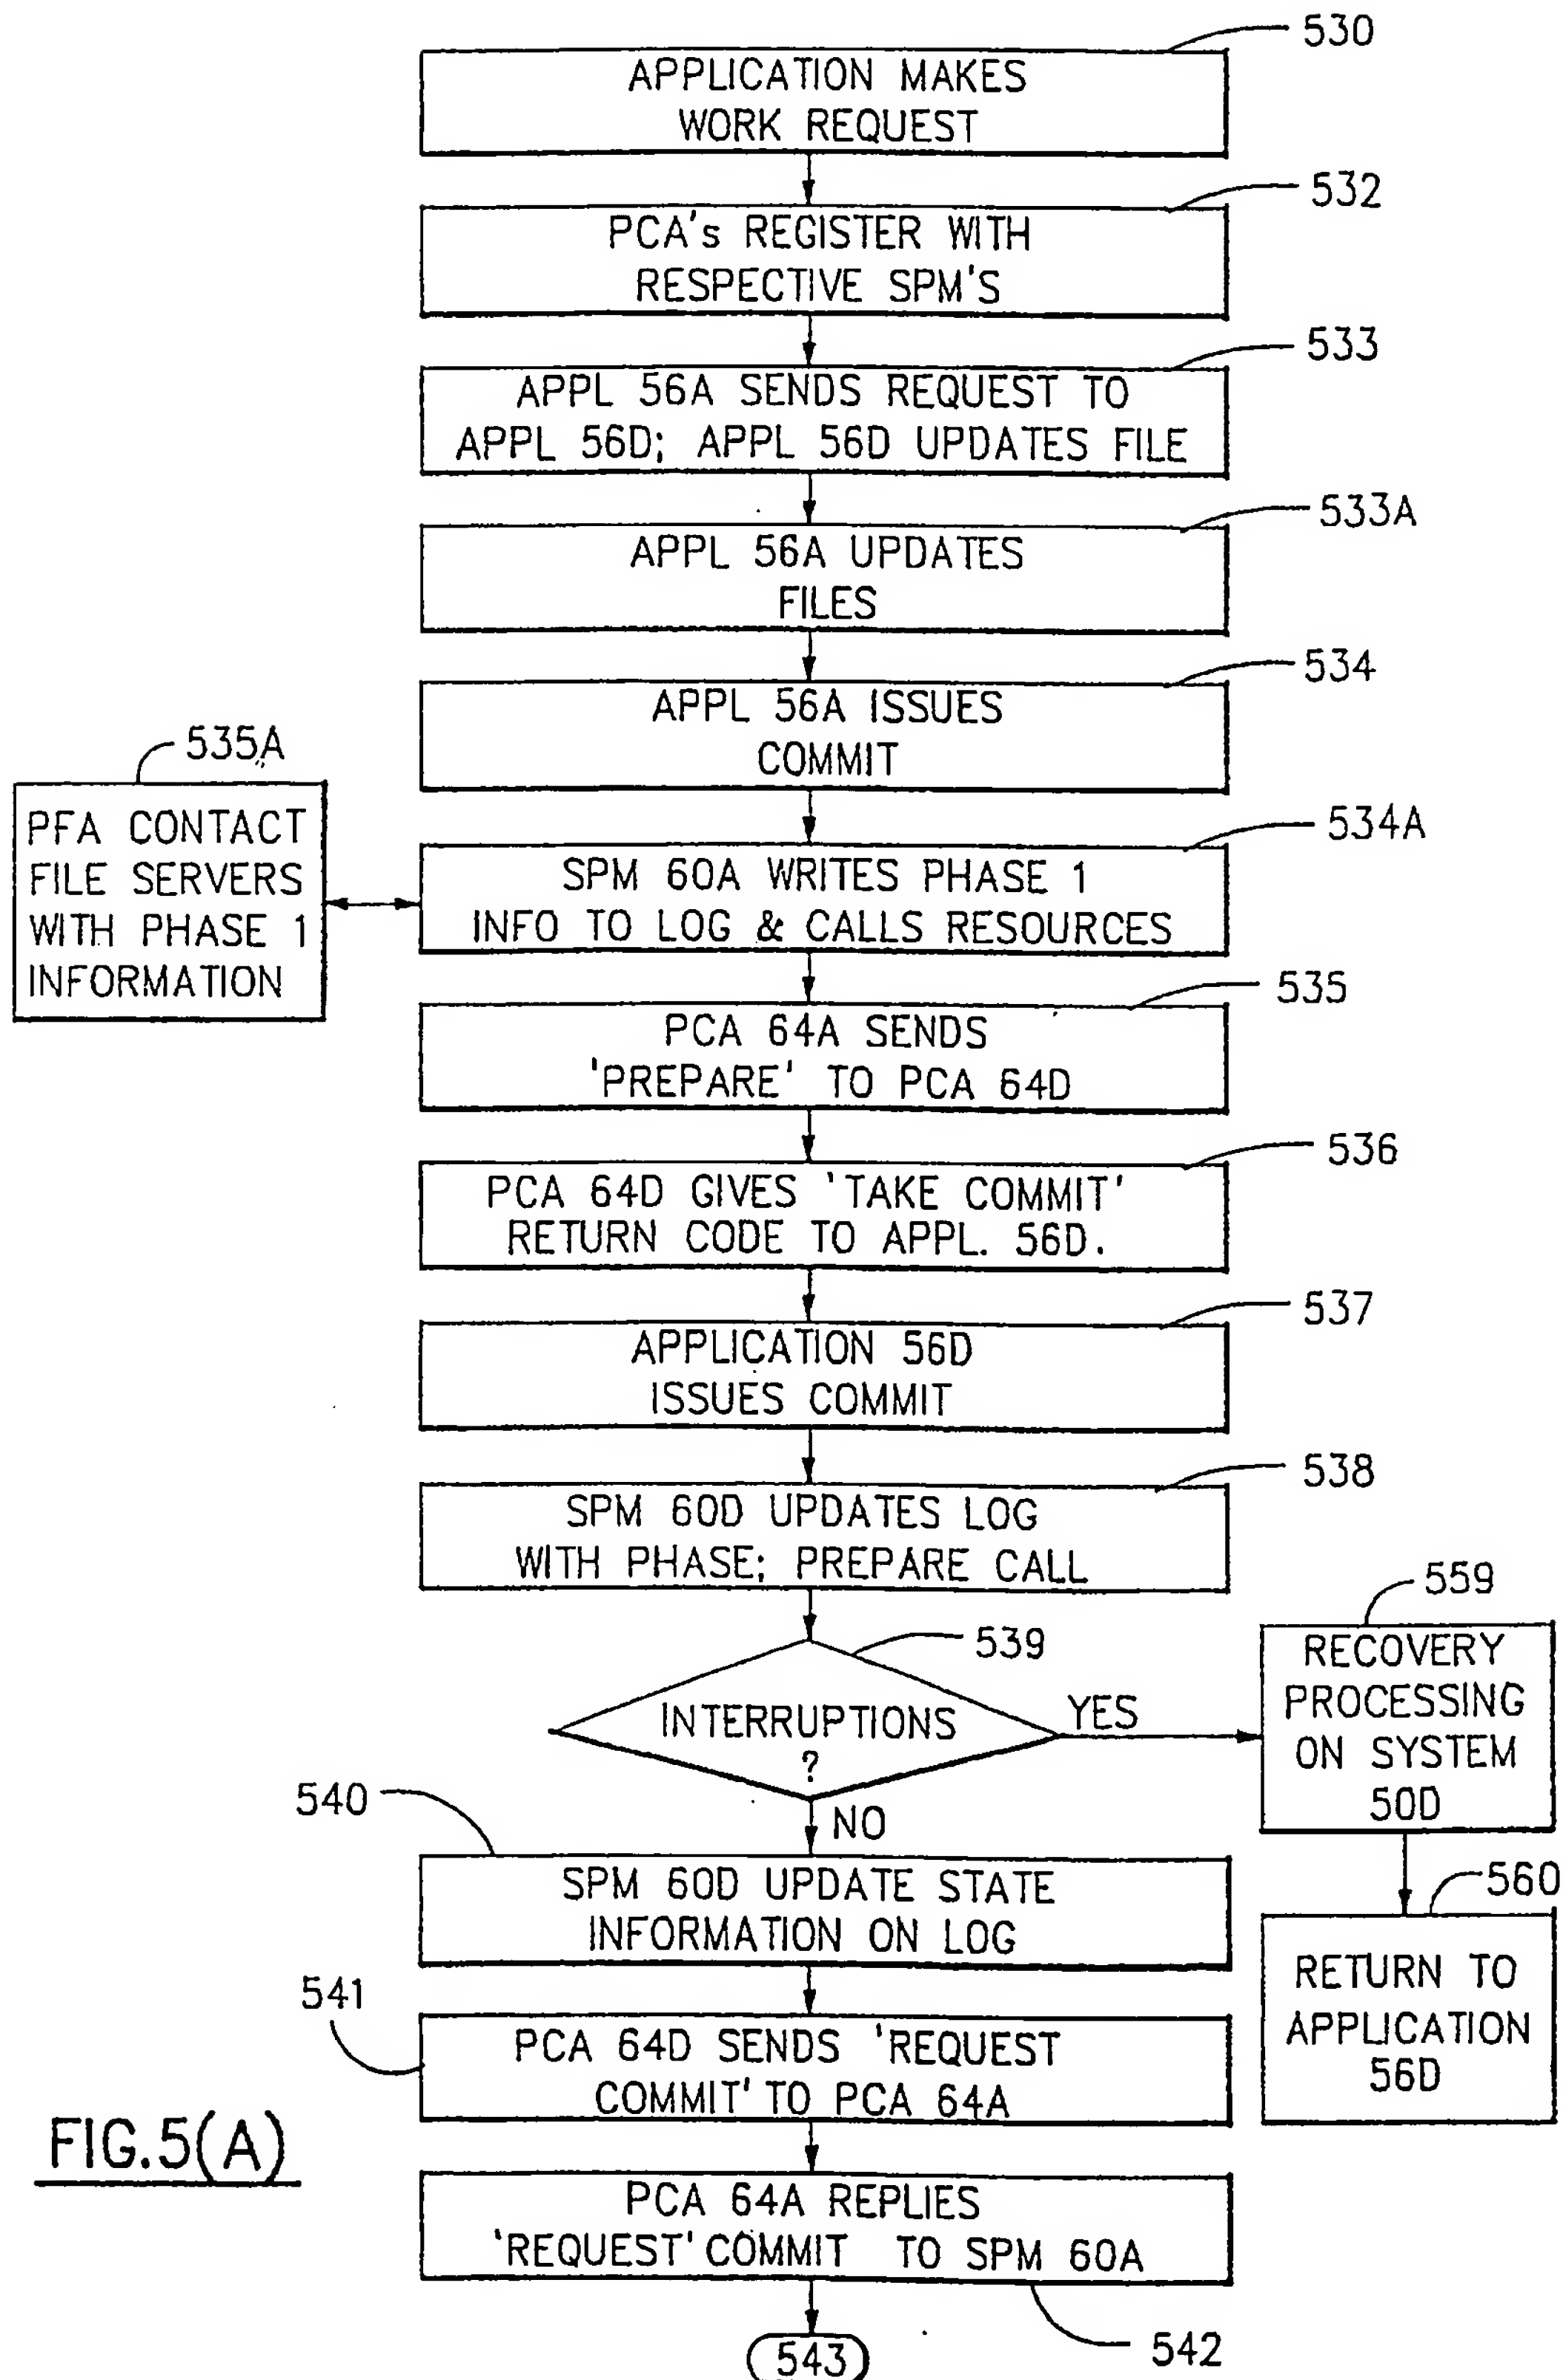 530
APPLICATION MAKES
WORK REQUEST
532
PCA's REGISTER WITH
RESPECTIVE SPM'S
533
APPL 56A SENDS REQUEST TO
APPL 56D; APPL 56D UPDATES FILE
533A
APPL 56A UPDATES
FILES
534
APPL 56A ISSUES
COMMIT
535A
PFA CONTACT
FILE SERVERS
WITH PHASE 1
INFORMATION
534A
SPM 60A WRITES PHASE 1
INFO TO LOG & CALLS RESOURCES
535
PCA 64A SENDS
'PREPARE' TO PCA 64D
536
PCA 64D GIVES 'TAKE COMMIT'
RETURN CODE TO APPL. 56D.
537
APPLICATION 56D
ISSUES COMMIT
538
SPM 60D UPDATES LOG
WITH PHASE; PREPARE CALL
539
INTERRUPTIONS
?
YES
NO
559
RECOVERY
PROCESSING
ON SYSTEM
50D
560
RETURN TO
APPLICATION
56D
540
SPM 60D UPDATE STATE
INFORMATION ON LOG
541
PCA 64D SENDS 'REQUEST
COMMIT' TO PCA 64A
PCA 64A REPLIES
'REQUEST' COMMIT TO SPM 60A
542
543
FIG.5(A)